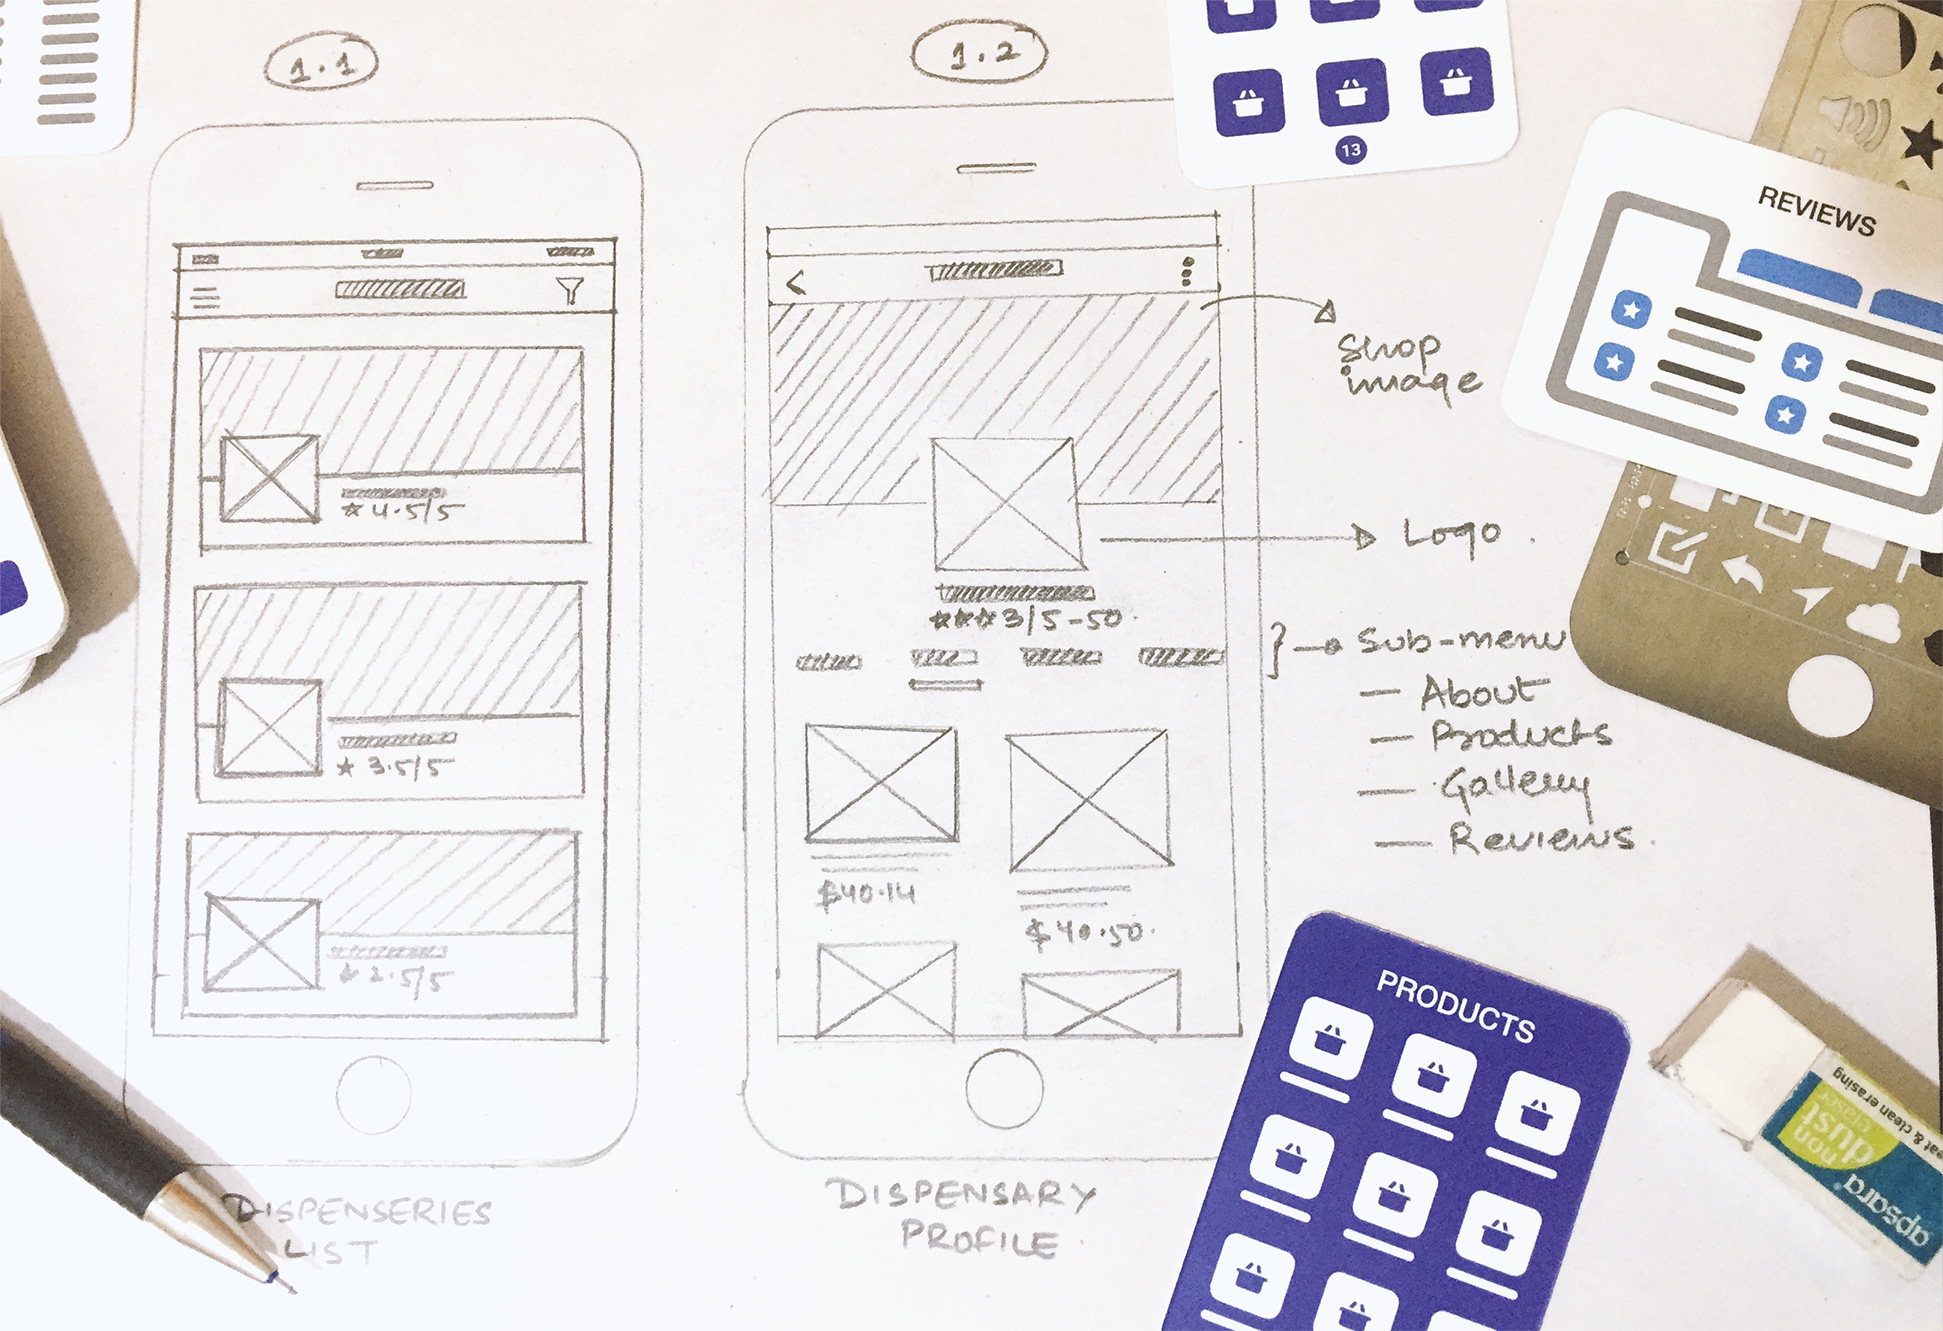 1.1
1.2
13
REVIEWS
Shop
image
★ 4.5/5
Logo .
★★★ 3/5-50.
Sub-menu
— About
— Products
— Gallery
— Reviews.
★ 3.5/5
$40.14
$40.50.
★ 2.5/5
PRODUCTS
DISPENSERIES
LIST
DISPENSARY
PROFILE
apsara
non
dust
eraser
& clean erasing